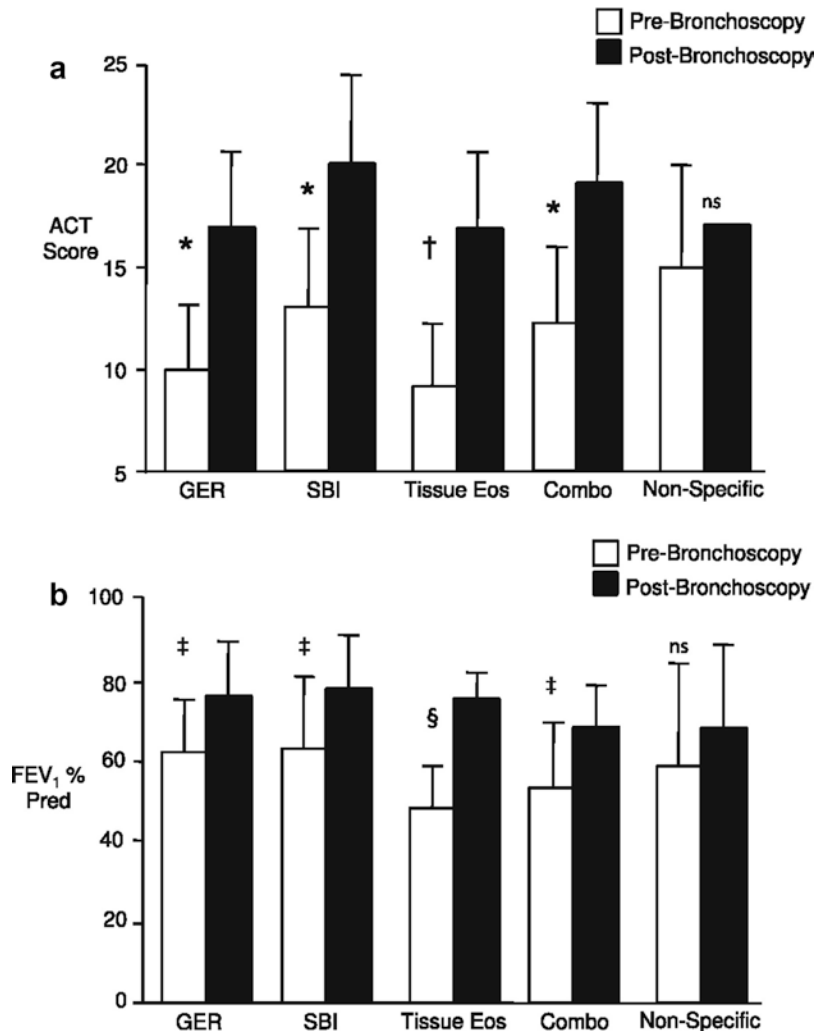 Pre-Bronchoscopy
Post-Bronchoscopy
a
25
20
ACT
Score
15
10
5
*
*
†
*
ns
GER SBI Tissue Eos Combo Non-Specific
Pre-Bronchoscopy
Post-Bronchoscopy
b
100
80
60
FEV₁ %
Pred
40
20
0
‡
‡
§
‡
ns
GER SBI Tissue Eos Combo Non-Specific